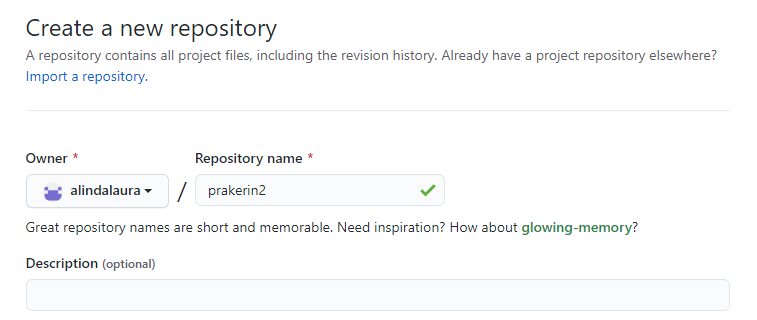 Create a new repository
A repository contains all project files, including the revision history. Already have a project repository elsewhere?
Import a repository.
Owner * Repository name *
alindalaura / prakerin2
Great repository names are short and memorable. Need inspiration? How about glowing-memory?
Description (optional)